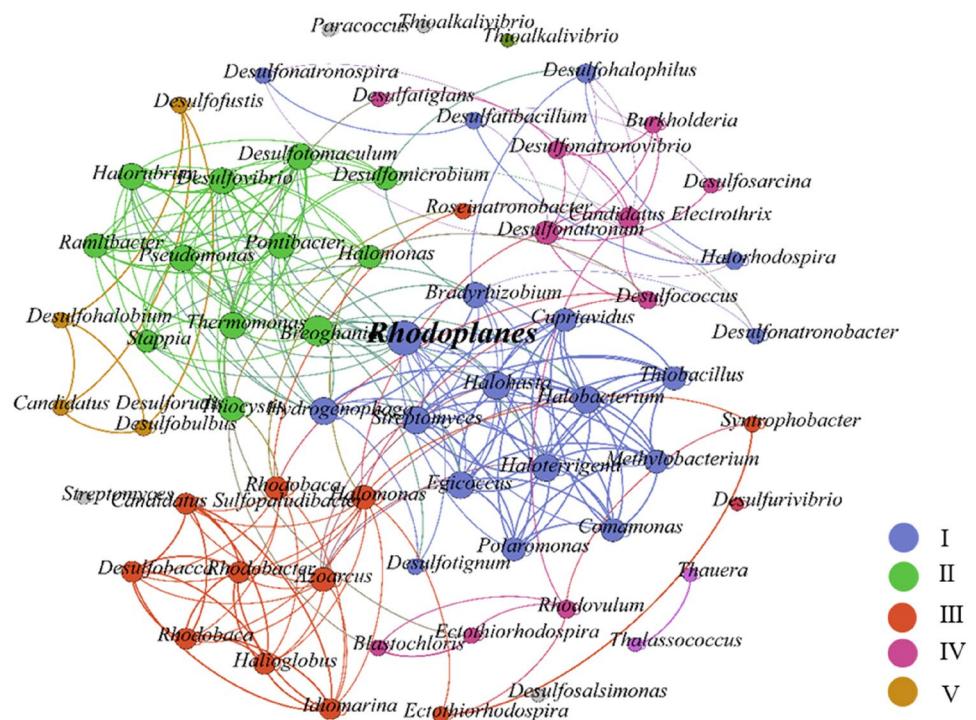 Paracoccus
Thioalkalivibrio
Thioalkalivibrio
Desulfonatronospira
Desulfohalophilus
Desulfofustis
Desulfatiglans
Desulfatibacillum
Burkholderia
Desulfonatronovibrio
Desulfotomaculum
Halorubrum
Desulfovibrio
Desulfomicrobium
Desulfosarcina
Roseinatronobacter
Candidatus Electrothrix
Desulfonatronum
Ramlibacter
Pontibacter
Pseudomonas
Halomonas
Halorhodospira
Bradyrhizobium
Desulfococcus
Desulfohalobium
Thermomonas
Cupriavidus
Stappia
Breoghania
Rhodoplanes
Desulfonatronobacter
Thiobacillus
Halohasta
Halobacterium
Candidatus Desulforudis
Thiocystis
Hydrogenophaga
Streptomyces
Desulfobulbus
Syntrophobacter
Methylobacterium
Haloterrigena
Rhodobaca
Egicoccus
Streptomyces
Candidatus Sulfopaludibacter
Halomonas
Desulfurivibrio
Comamonas
Polaromonas
Desulfobacca
Rhodobacter
Azoarcus
Desulfotignum
Thauera
Rhodovulum
Rhodobaca
Ectothiorhodospira
Blastochloris
Thalassococcus
Halioglobus
Desulfosalsimonas
Idiomarina
Ectothiorhodospira
I
II
III
IV
V